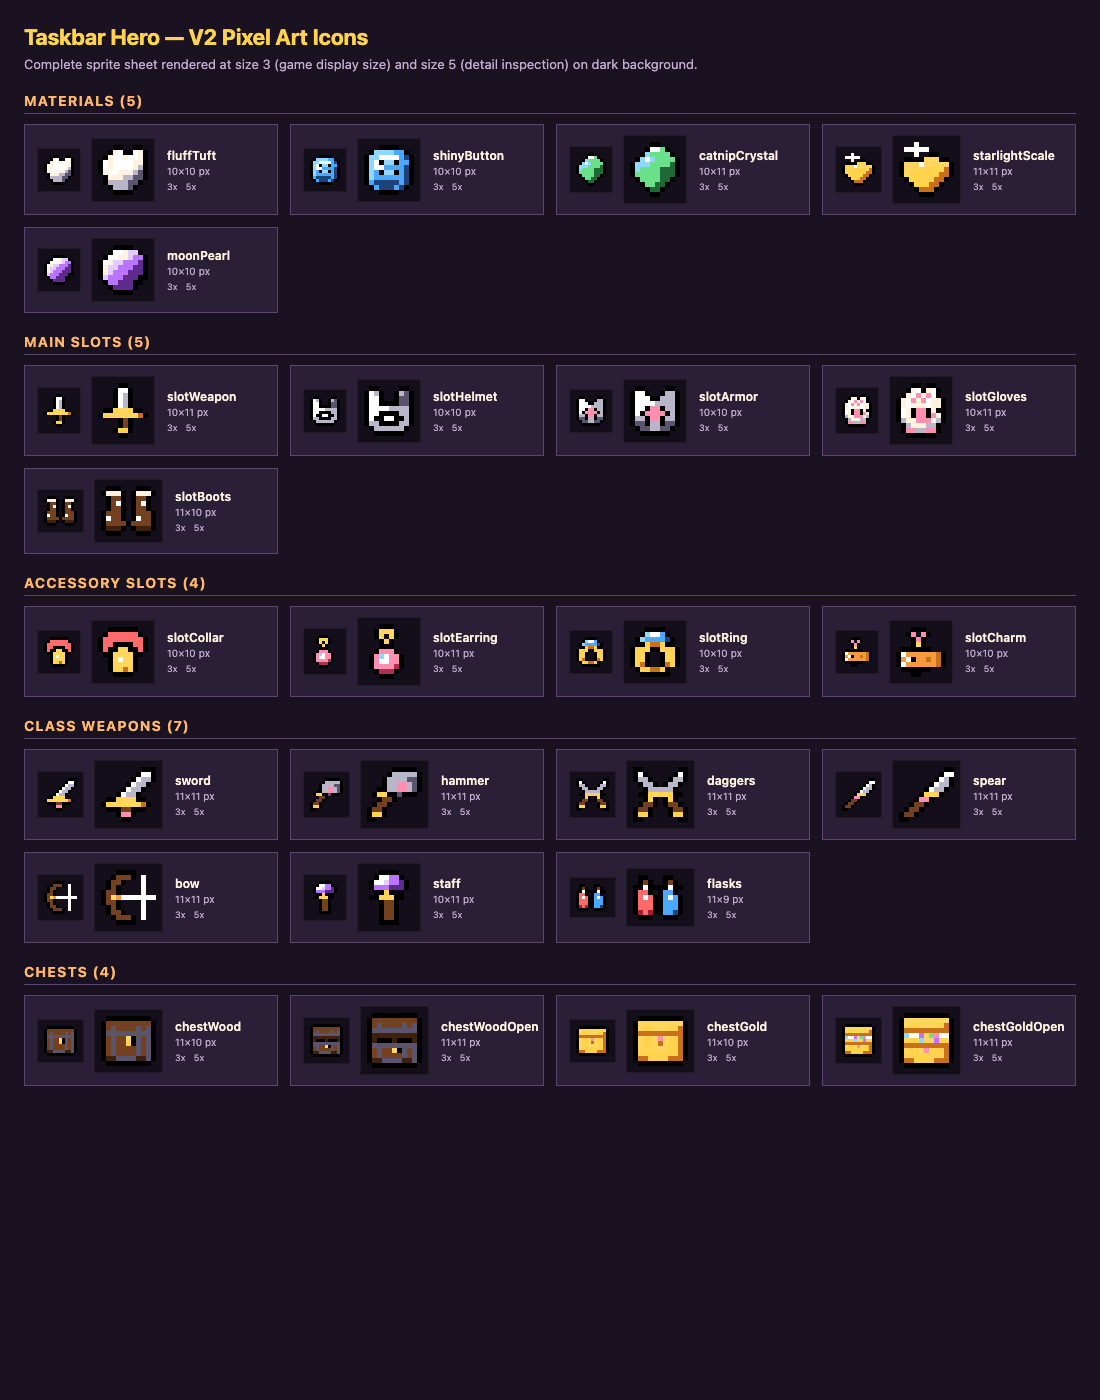 Taskbar Hero — V2 Pixel Art Icons
Complete sprite sheet rendered at size 3 (game display size) and size 5 (detail inspection) on dark background.
MATERIALS (5)
fluffTuft
10×10 px
3x 5x
shinyButton
10×10 px
3x 5x
catnipCrystal
10×11 px
3x 5x
starlightScale
11×11 px
3x 5x
moonPearl
10×10 px
3x 5x
MAIN SLOTS (5)
slotWeapon
10×11 px
3x 5x
slotHelmet
10×10 px
3x 5x
slotArmor
10×10 px
3x 5x
slotGloves
10×11 px
3x 5x
slotBoots
11×10 px
3x 5x
ACCESSORY SLOTS (4)
slotCollar
10×10 px
3x 5x
slotEarring
10×11 px
3x 5x
slotRing
10×10 px
3x 5x
slotCharm
10×10 px
3x 5x
CLASS WEAPONS (7)
sword
11×11 px
3x 5x
hammer
11×11 px
3x 5x
daggers
11×11 px
3x 5x
spear
11×11 px
3x 5x
bow
11×11 px
3x 5x
staff
10×11 px
3x 5x
flasks
11×9 px
3x 5x
CHESTS (4)
chestWood
11×10 px
3x 5x
chestWoodOpen
11×11 px
3x 5x
chestGold
11×10 px
3x 5x
chestGoldOpen
11×11 px
3x 5x